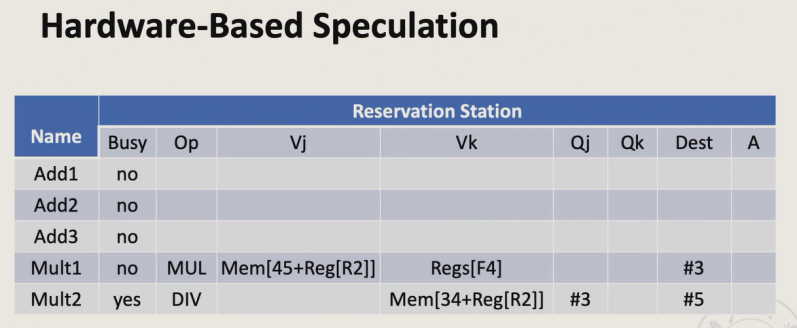 Hardware-Based Speculation
Reservation Station
Name Busy Op Vj Vk Qj Qk Dest A
Add1 no
Add2 no
Add3 no
Mult1 no MUL Mem[45+Reg[R2]] Regs[F4] #3
Mult2 yes DIV Mem[34+Reg[R2]] #3 #5